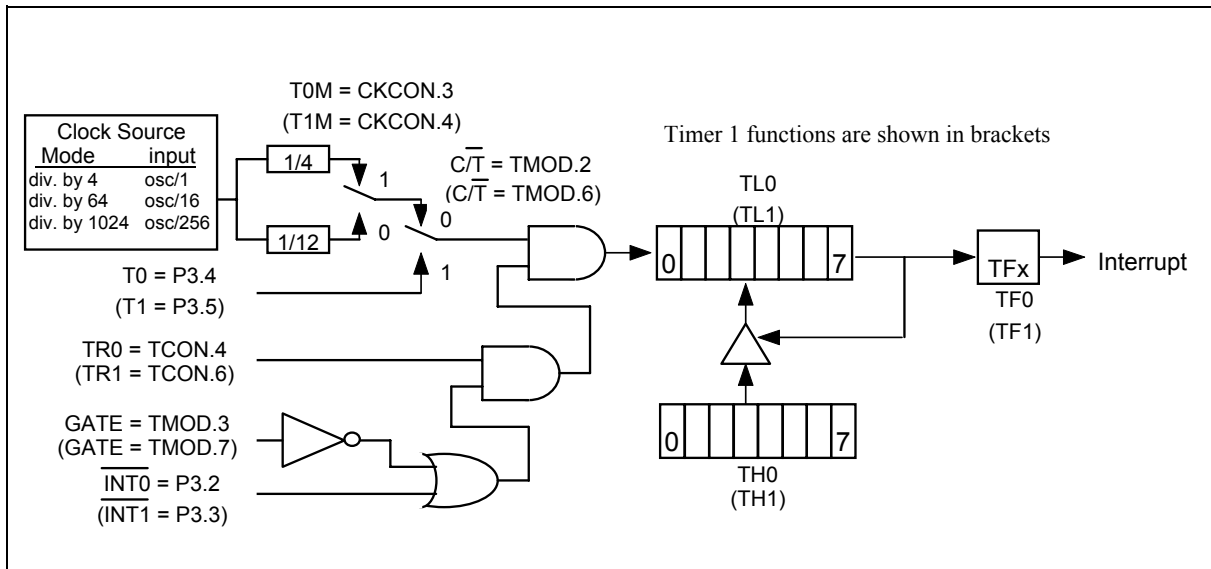 T0M = CKCON.3
(T1M = CKCON.4)
Timer 1 functions are shown in brackets
Clock Source
Mode input
div. by 4 osc/1
div. by 64 osc/16
div. by 1024 osc/256
1/4
1
C/T̅ = TMOD.2
(C/T̅ = TMOD.6)
0
1/12
0
1
TL0
(TL1)
0 7
TFx
Interrupt
TF0
(TF1)
T0 = P3.4
(T1 = P3.5)
TR0 = TCON.4
(TR1 = TCON.6)
GATE = TMOD.3
(GATE = TMOD.7)
I̅N̅T̅0̅ = P3.2
(I̅N̅T̅1̅ = P3.3)
0 7
TH0
(TH1)